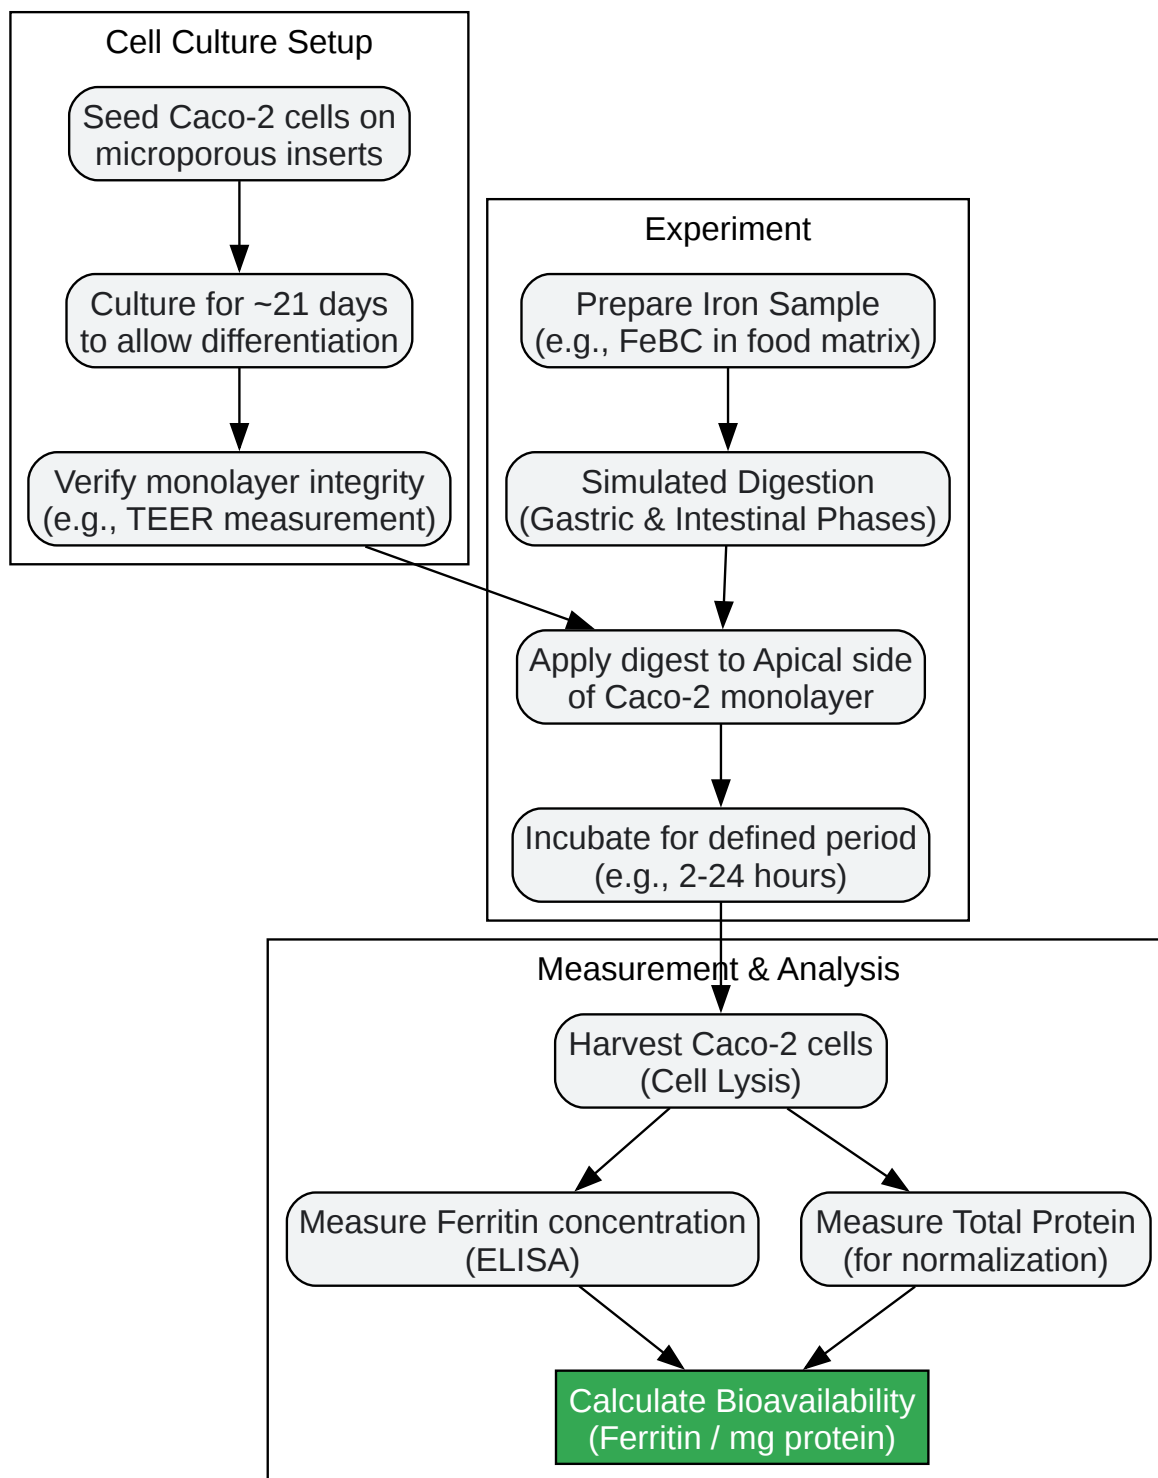 Cell Culture Setup
Seed Caco-2 cells on
microporous inserts
Culture for ~21 days
to allow differentiation
Verify monolayer integrity
(e.g., TEER measurement)
Experiment
Prepare Iron Sample
(e.g., FeBC in food matrix)
Simulated Digestion
(Gastric & Intestinal Phases)
Apply digest to Apical side
of Caco-2 monolayer
Incubate for defined period
(e.g., 2-24 hours)
Measurement & Analysis
Harvest Caco-2 cells
(Cell Lysis)
Measure Ferritin concentration
(ELISA)
Measure Total Protein
(for normalization)
Calculate Bioavailability
(Ferritin / mg protein)